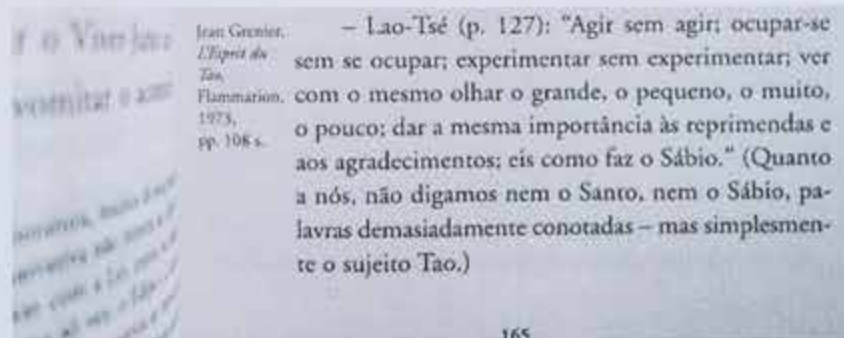 Jean Grenier,
L'Esprit du
Tao,
Flammarion,
1973,
pp. 108 s.
– Lao-Tsé (p. 127): "Agir sem agir; ocupar-se
sem se ocupar; experimentar sem experimentar; ver
com o mesmo olhar o grande, o pequeno, o muito,
o pouco; dar a mesma importância às reprimendas e
aos agradecimentos; eis como faz o Sábio." (Quanto
a nós, não digamos nem o Santo, nem o Sábio, pa-
lavras demasiadamente conotadas – mas simplesmen-
te o sujeito Tao.)
165